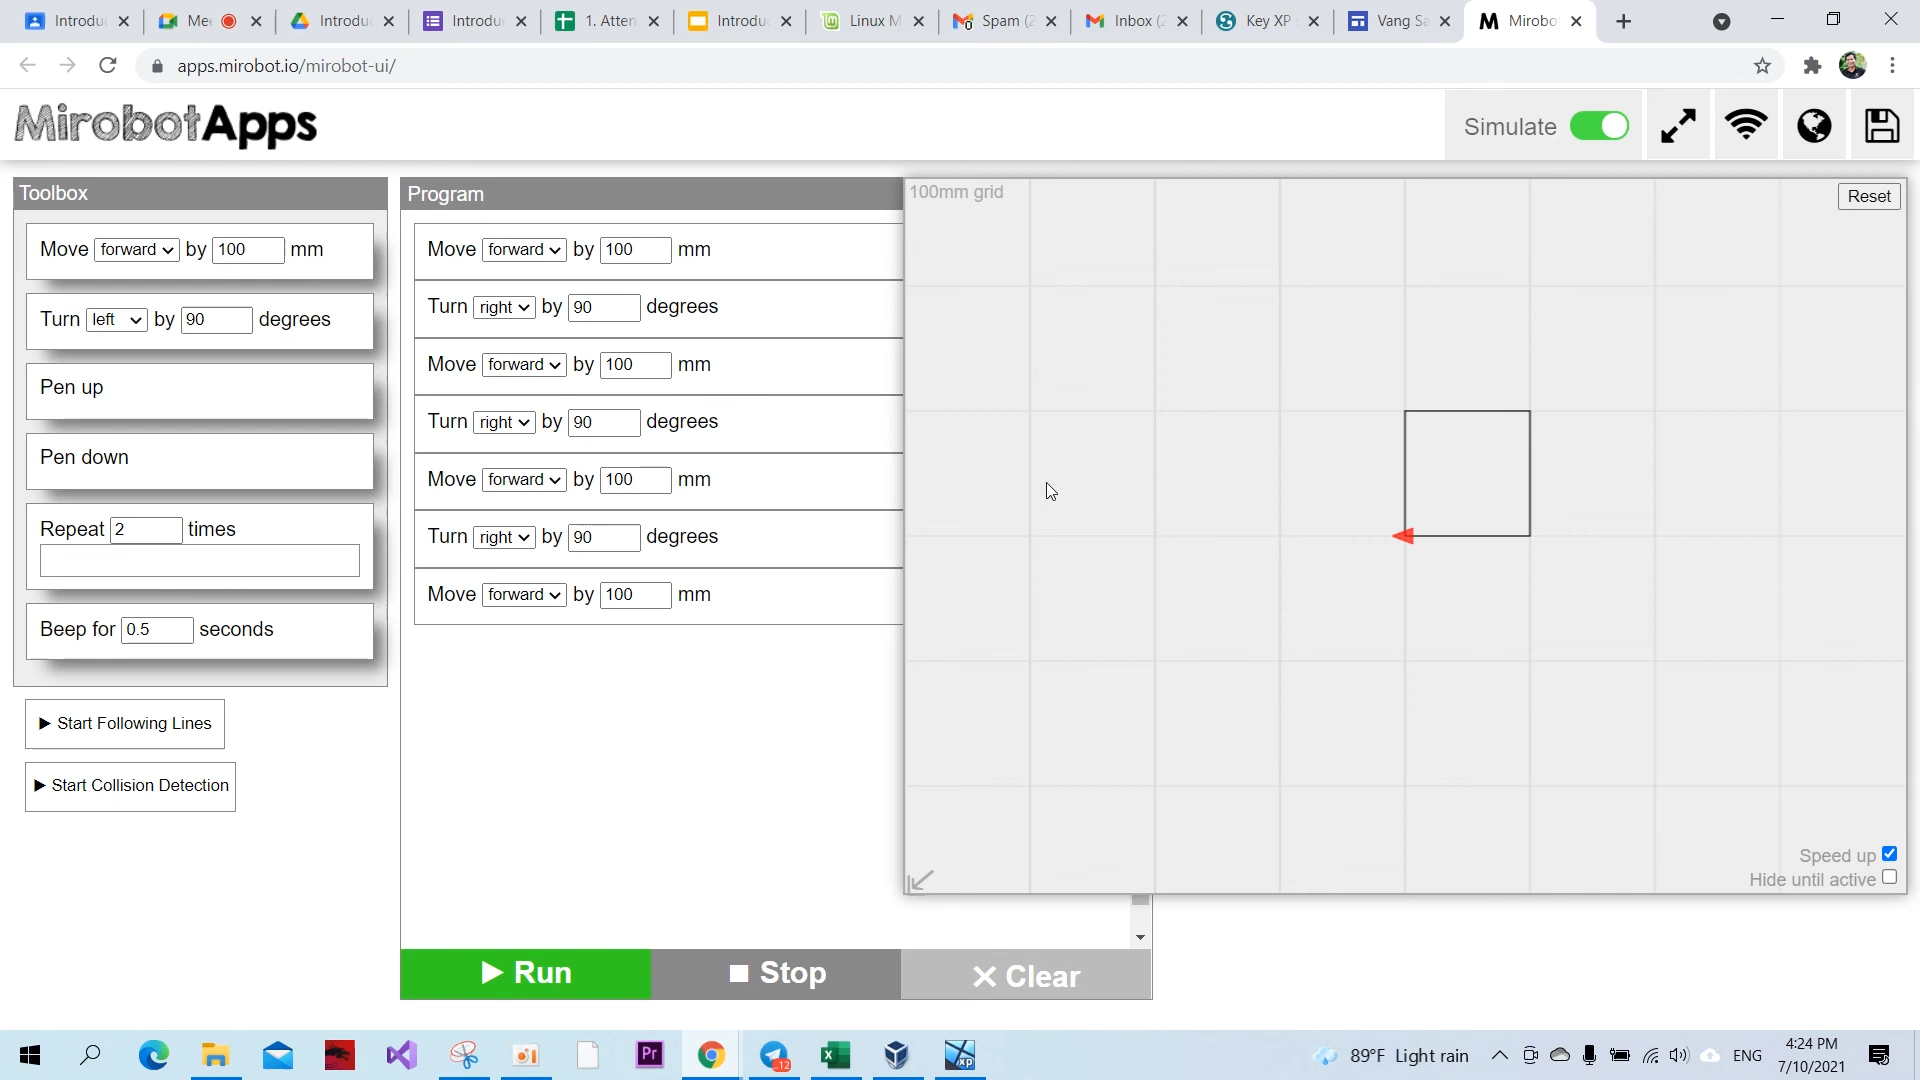 Introdu
Mee
Introdu
Introdu
1. Atten
Introdu
Linux M
Spam (2
Inbox (2
Key XP
Vang Sa
Mirobo
apps.mirobot.io/mirobot-ui/
MirobotApps
Simulate
Toolbox
Move forward by 100 mm
Turn left by 90 degrees
Pen up
Pen down
Repeat 2 times
Beep for 0.5 seconds
Start Following Lines
Start Collision Detection
Program
Move forward by 100 mm
Turn right by 90 degrees
Move forward by 100 mm
Turn right by 90 degrees
Move forward by 100 mm
Turn right by 90 degrees
Move forward by 100 mm
100mm grid
Reset
Speed up
Hide until active
Run
Stop
Clear
Pr
12
XP
89°F Light rain
ENG
4:24 PM
7/10/2021